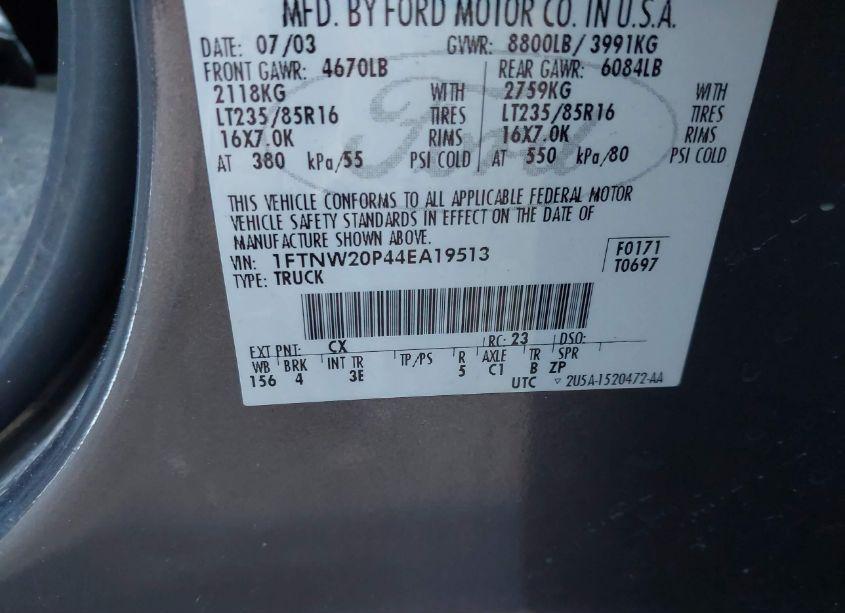 MFD. BY FORD MOTOR CO. IN U.S.A.
DATE: 07/03 GVWR: 8800LB/ 3991KG
FRONT GAWR: 4670LB REAR GAWR: 6084LB
2118KG WITH 2759KG WITH
LT235/85R16 TIRES LT235/85R16 TIRES
16X7.0K RIMS 16X7.0K RIMS
AT 380 kPa/55 PSI COLD AT 550 kPa/80 PSI COLD
Ford
THIS VEHICLE CONFORMS TO ALL APPLICABLE FEDERAL MOTOR
VEHICLE SAFETY STANDARDS IN EFFECT ON THE DATE OF
MANUFACTURE SHOWN ABOVE.
VIN: 1FTNW20P44EA19513 F0171
TYPE: TRUCK T0697
EXT PNT: CX RC: 23 DSO:
WB BRK INT TR TP/PS R AXLE TR SPR
156 4 3E 5 C1 B ZP
UTC ▽ 2U5A-1520472-AA